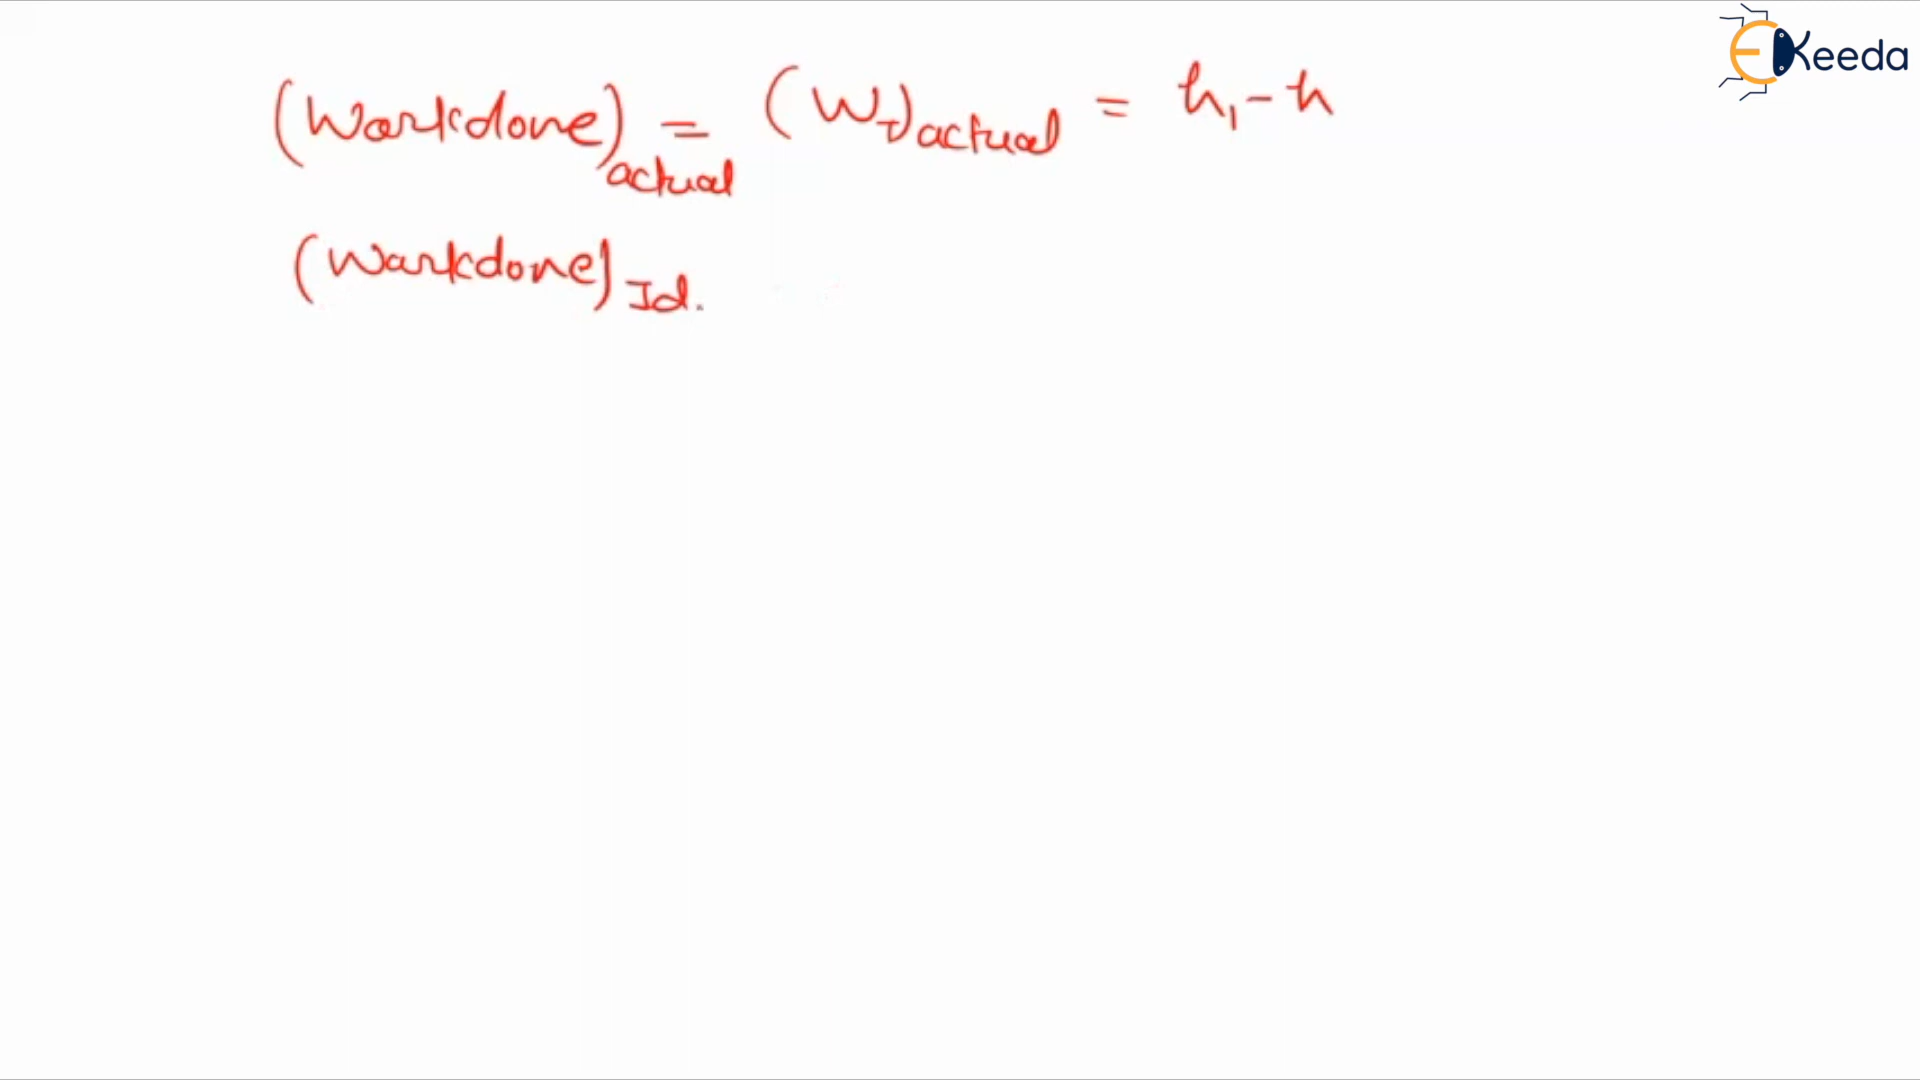 EKeeda
(Workdone)actual = (WT)actual = h1 - h
(Workdone)Id.